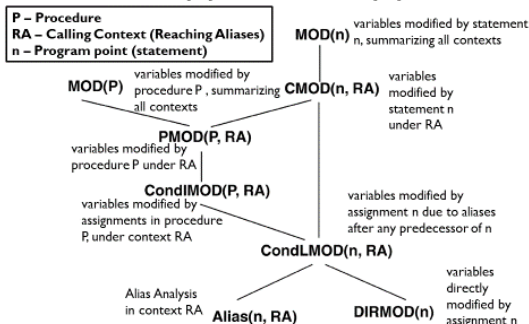 P – Procedure
RA – Calling Context (Reaching Aliases)
n – Program point (statement)
MOD(n)
variables modified by statement
n, summarizing all contexts
MOD(P)
variables modified by
procedure P , summarizing
all contexts
CMOD(n, RA)
variables
modified by
statement n
under RA
PMOD(P, RA)
variables modified by
procedure P under RA
CondIMOD(P, RA)
variables modified by
assignments in procedure
P, under context RA
variables modified by
assignment n due to aliases
after any predecessor of n
CondLMOD(n, RA)
Alias Analysis
in context RA
Alias(n, RA)
DIRMOD(n)
variables
directly
modified by
assignment n